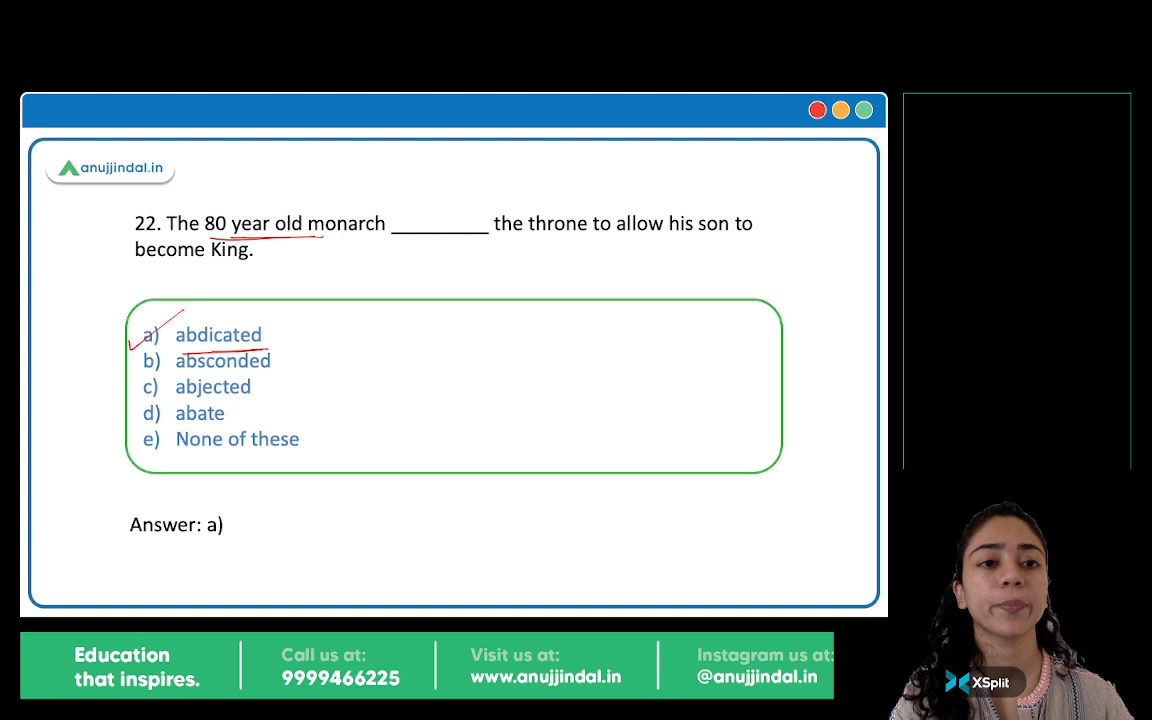 anujjindal.in
22. The 80 year old monarch _________ the throne to allow his son to
become King.
a) abdicated
b) absconded
c) abjected
d) abate
e) None of these
Answer: a)
Education
that inspires.
Call us at:
9999466225
Visit us at:
www.anujjindal.in
Instagram us at:
@anujjindal.in
XSplit